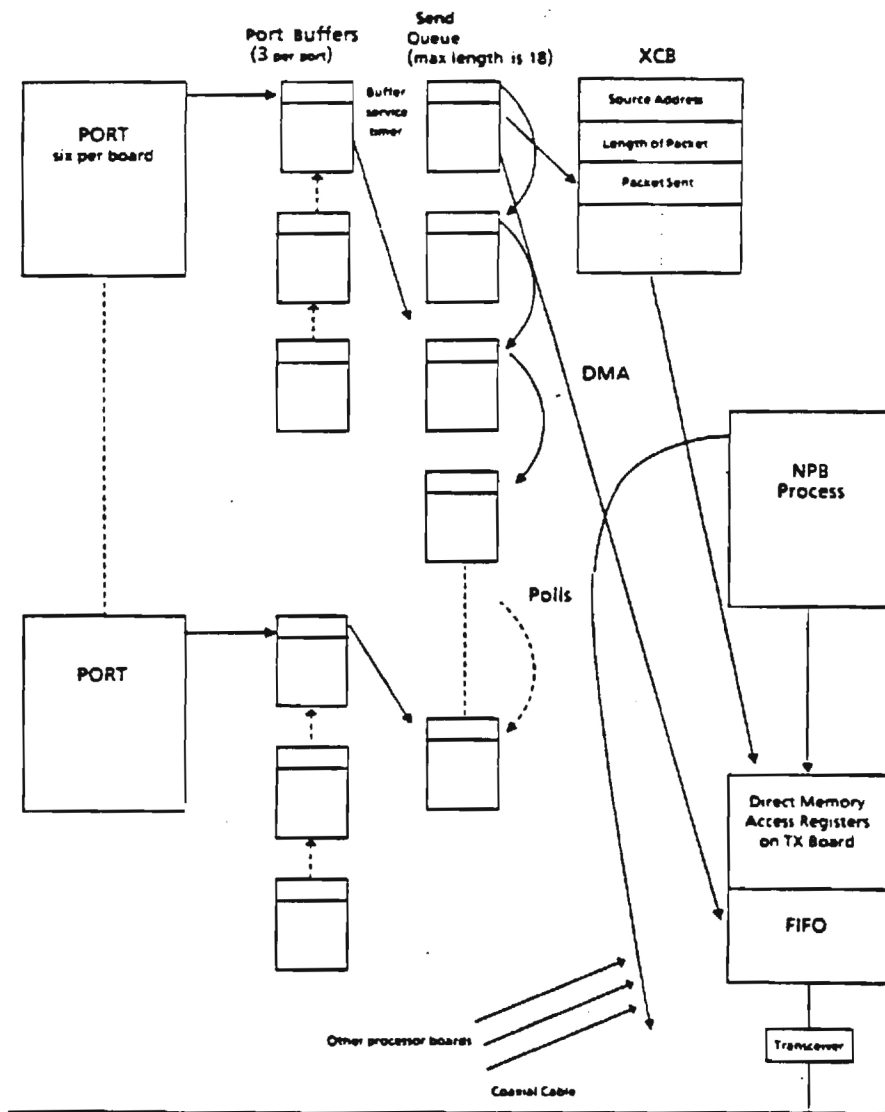 Port Buffers
(3 per port)
Send
Queue
(max length is 18)
XCB
PORT
six per board
Buffer
service
timer
Source Address
Length of Packet
Packet Sent
DMA
NPB
Process
Polls
PORT
Direct Memory
Access Registers
on TX Board
FIFO
Other processor boards
Transceiver
Coaxial Cable